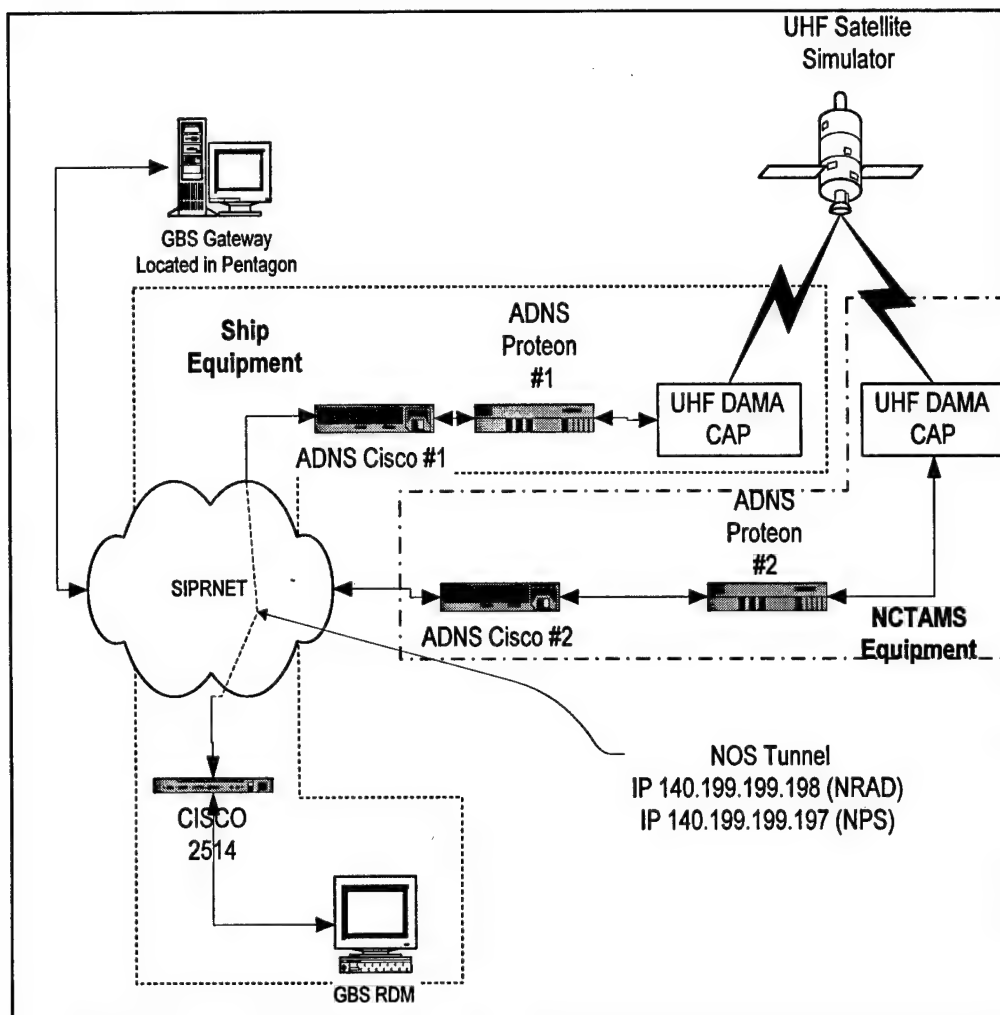 UHF Satellite
Simulator
GBS Gateway
Located in Pentagon
Ship
Equipment
ADNS
Proteon
#1
UHF DAMA
CAP
UHF DAMA
CAP
ADNS Cisco #1
ADNS
Proteon
#2
SIPRNET
ADNS Cisco #2
NCTAMS
Equipment
NOS Tunnel
IP 140.199.199.198 (NRAD)
IP 140.199.199.197 (NPS)
CISCO
2514
GBS RDM